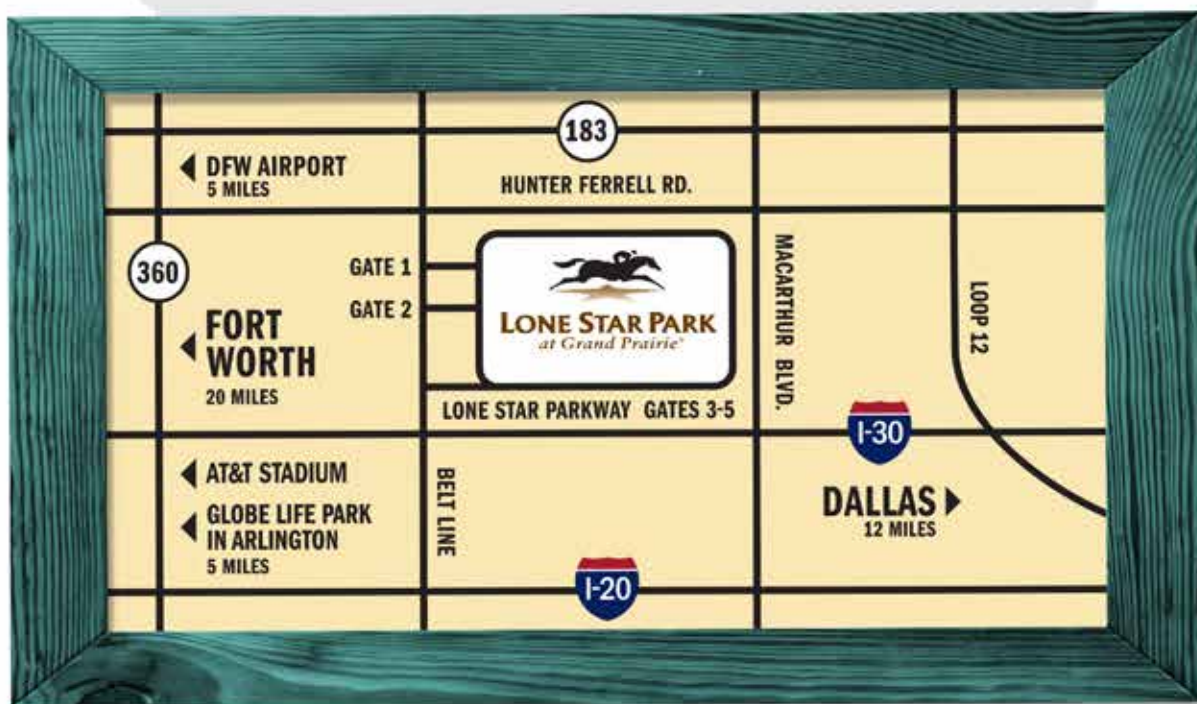 183
DFW AIRPORT
5 MILES
HUNTER FERRELL RD.
360
GATE 1
GATE 2
FORT
WORTH
20 MILES
LONE STAR PARK
at Grand Prairie
MACARTHUR BLVD.
LOOP 12
LONE STAR PARKWAY GATES 3-5
I-30
AT&T STADIUM
GLOBE LIFE PARK
IN ARLINGTON
5 MILES
BELT LINE
DALLAS
12 MILES
I-20